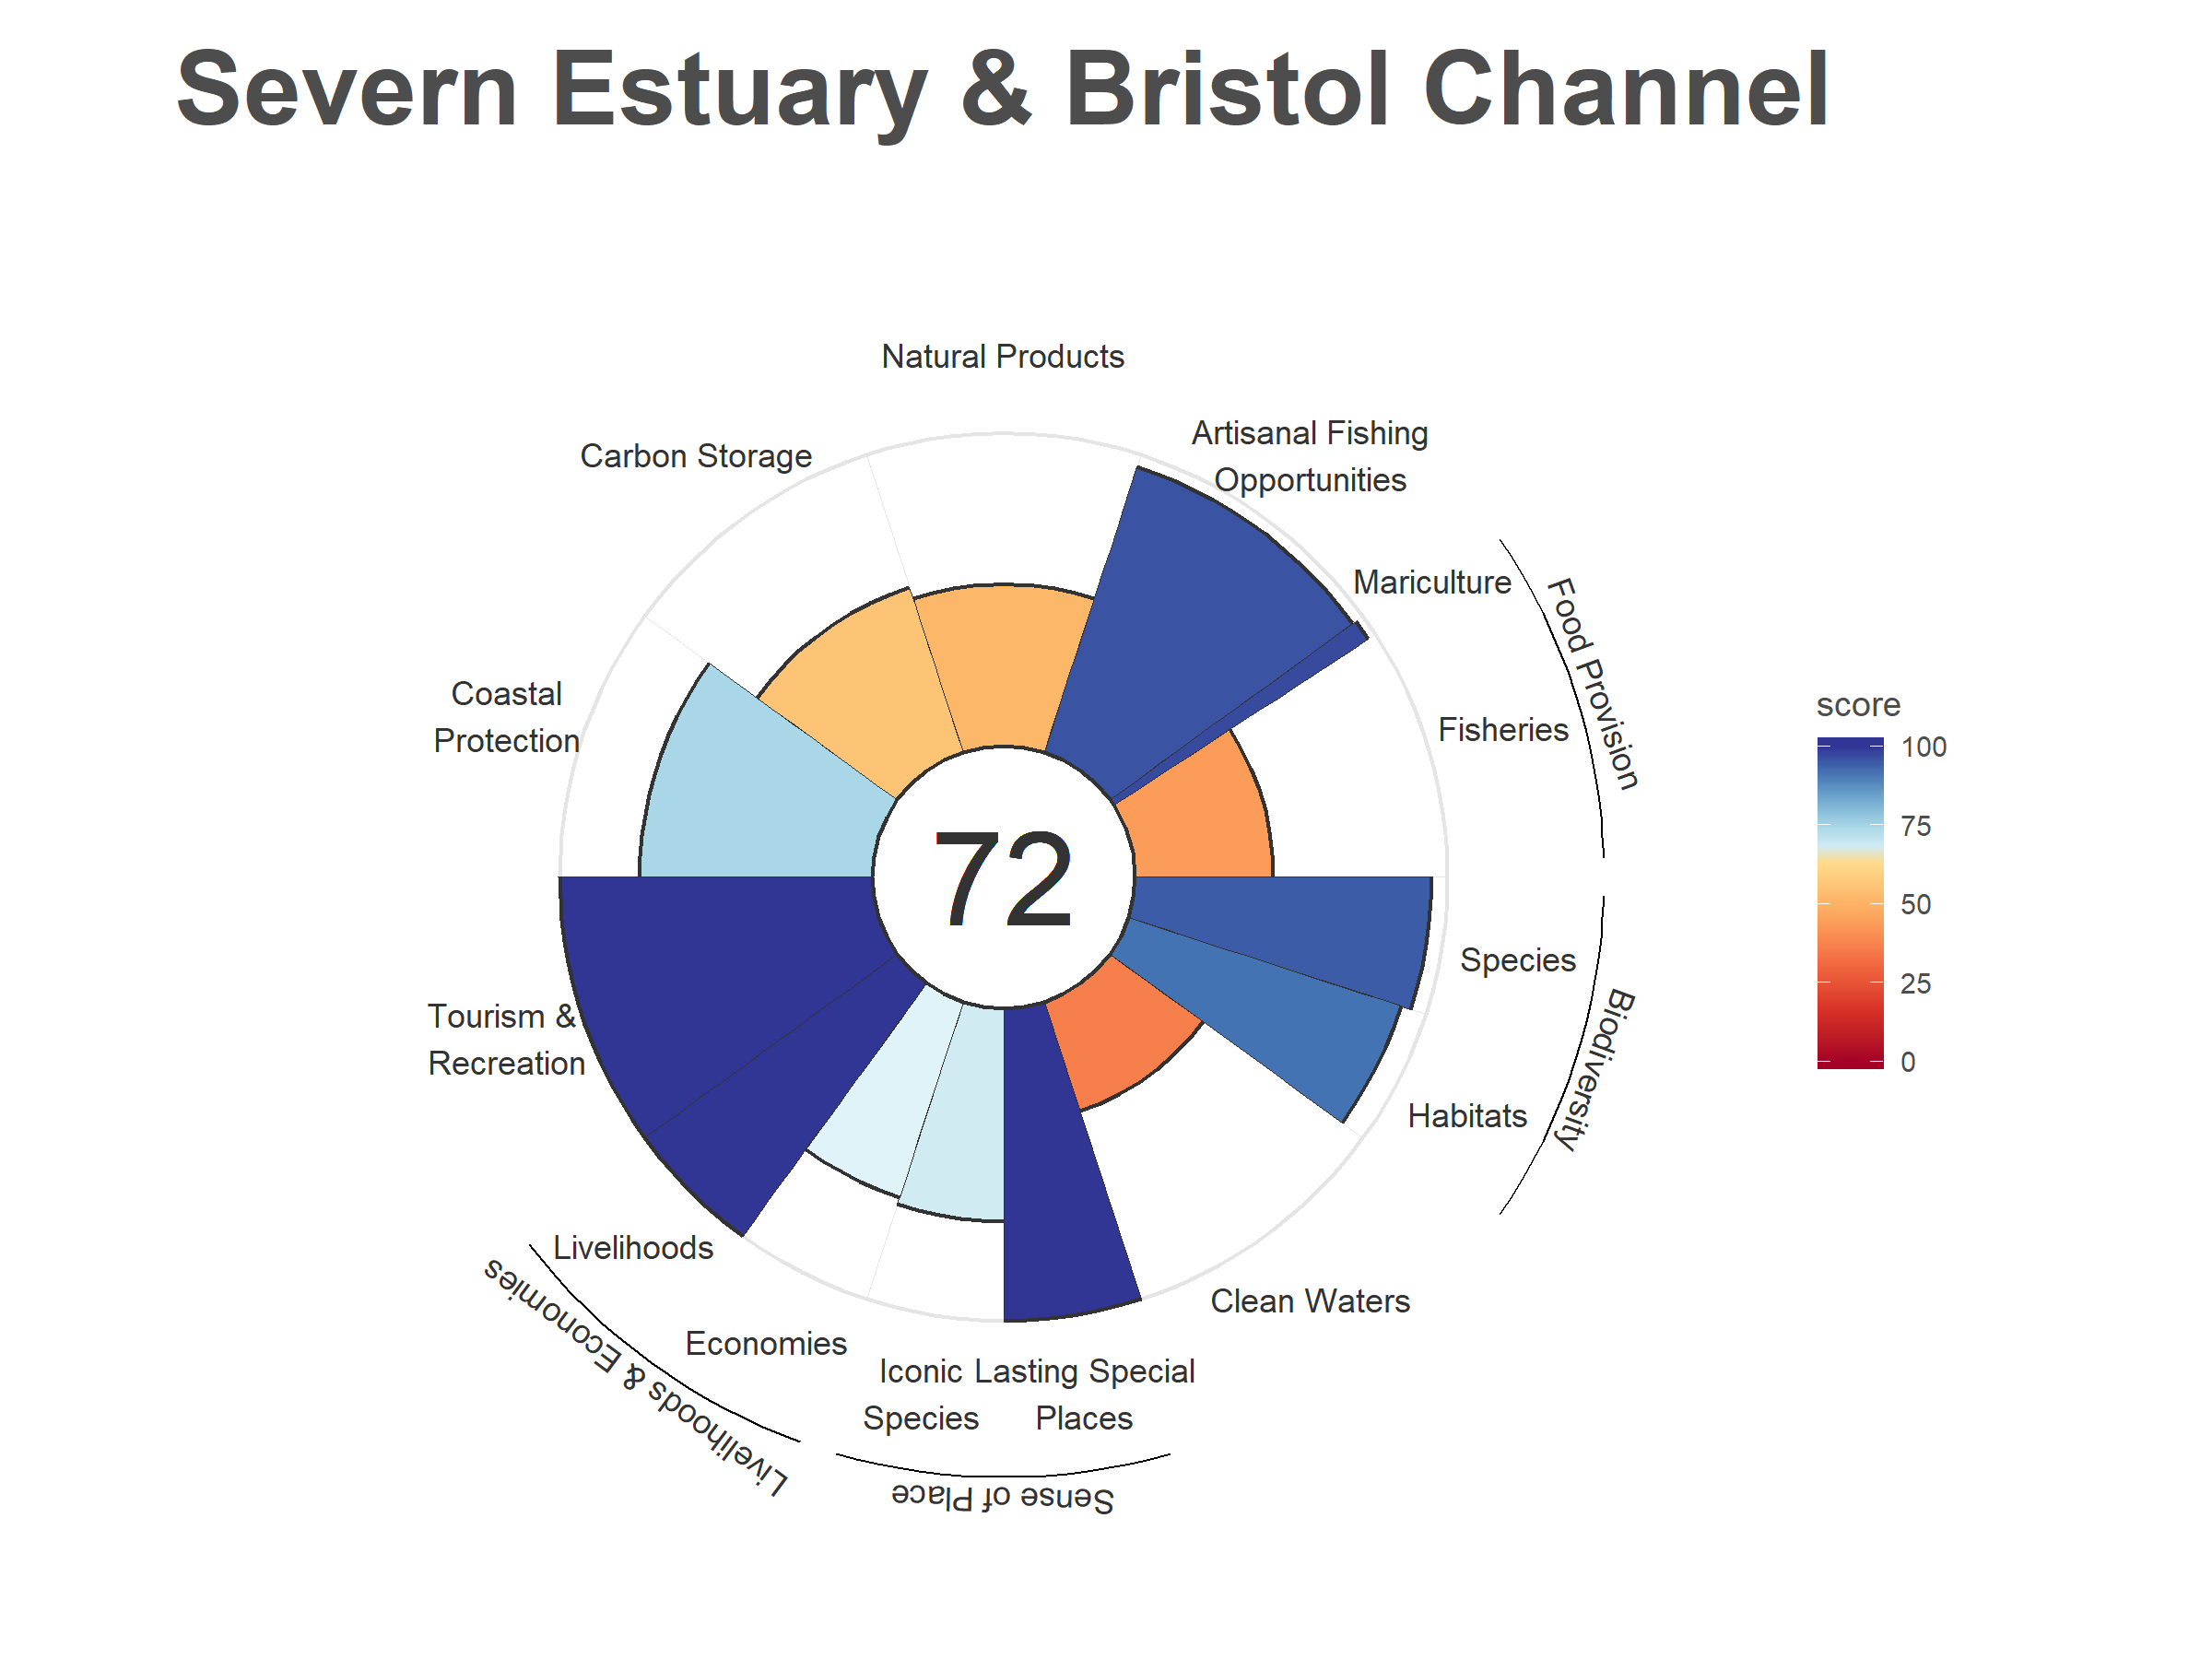 Severn Estuary & Bristol Channel
Natural Products
Artisanal Fishing
Opportunities
Carbon Storage
Mariculture
Food Provision
Fisheries
Coastal
Protection
72
score
100
75
50
25
0
Species
Biodiversity
Habitats
Tourism &
Recreation
Livelihoods
Livelihoods & Economies
Economies
Clean Waters
Iconic
Species
Lasting Special
Places
Sense of Place